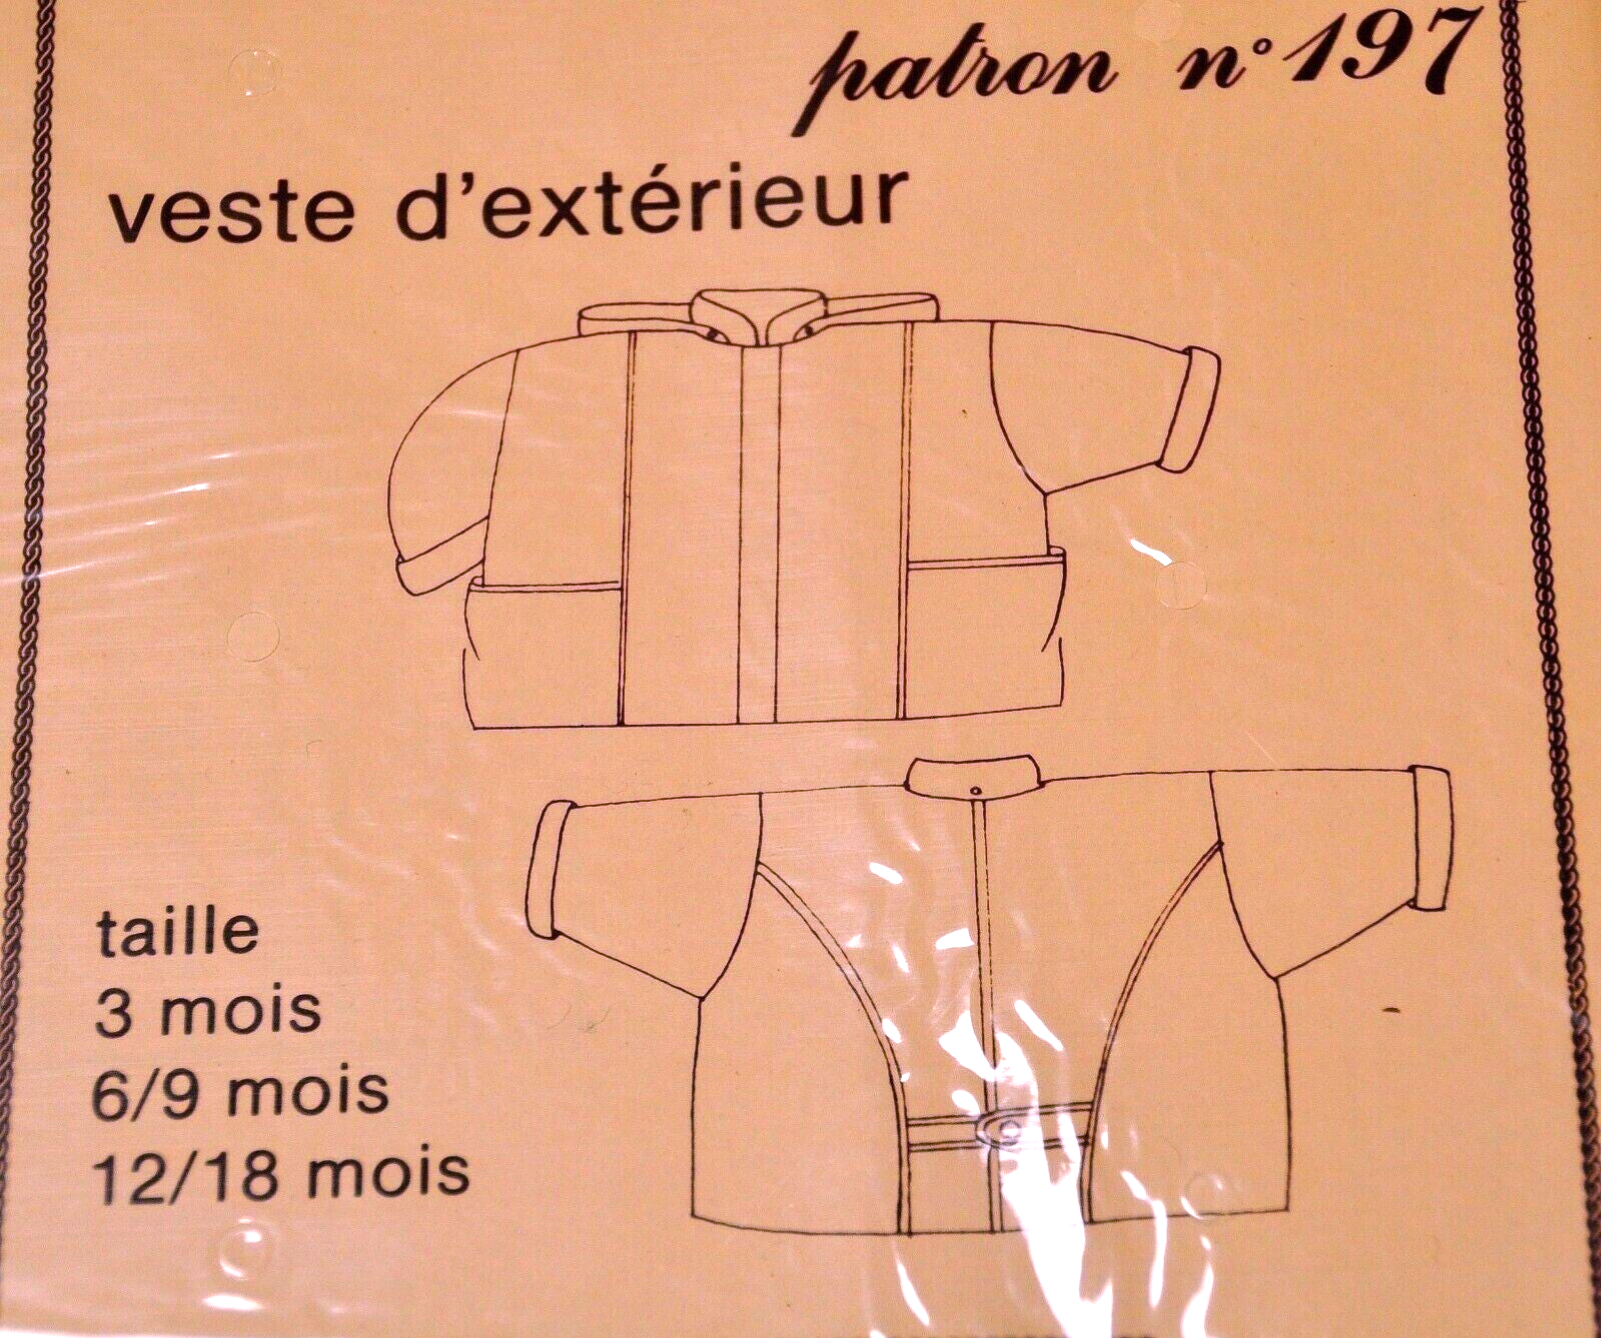 patron n° 197
veste d'extérieur
taille
3 mois
6/9 mois
12/18 mois